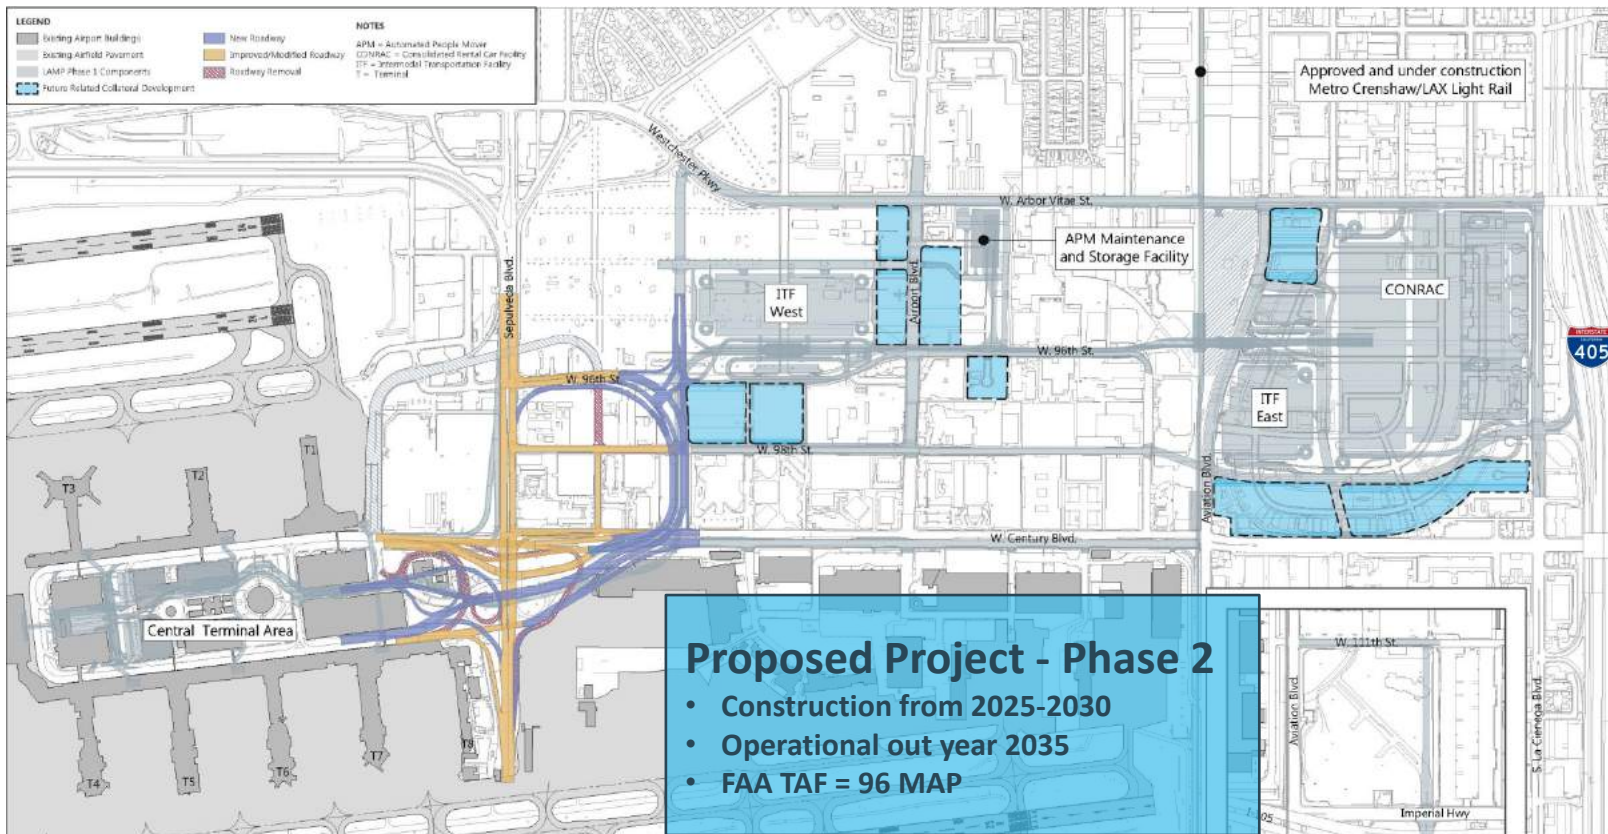 LEGEND
Existing Airport Buildings
Existing Airfield Pavement
LAMP Phase 1 Components
Future Related Collateral Development
New Roadway
Improved/Modified Roadway
Roadway Removal
NOTES
APM = Automated People Mover
CONRAC = Consolidated Rental Car Facility
ITF = Intermodal Transportation Facility
T = Terminal
Approved and under construction
Metro Crenshaw/LAX Light Rail
Westchester Pkwy
W. Arbor Vitae St.
APM Maintenance
and Storage Facility
Sepulveda Blvd.
ITF
West
Airport Blvd.
CONRAC
INTERSTATE
CALIFORNIA
405
W. 96th St.
W. 96th St.
ITF
East
W. 98th St.
Aviation Blvd.
T3
T2
T1
W. Century Blvd.
Central Terminal Area
T4
T5
T6
T7
T8
Proposed Project - Phase 2
• Construction from 2025-2030
• Operational out year 2035
• FAA TAF = 96 MAP
W. 111th St.
Aviation Blvd.
S. La Cienega Blvd.
I-105
Imperial Hwy